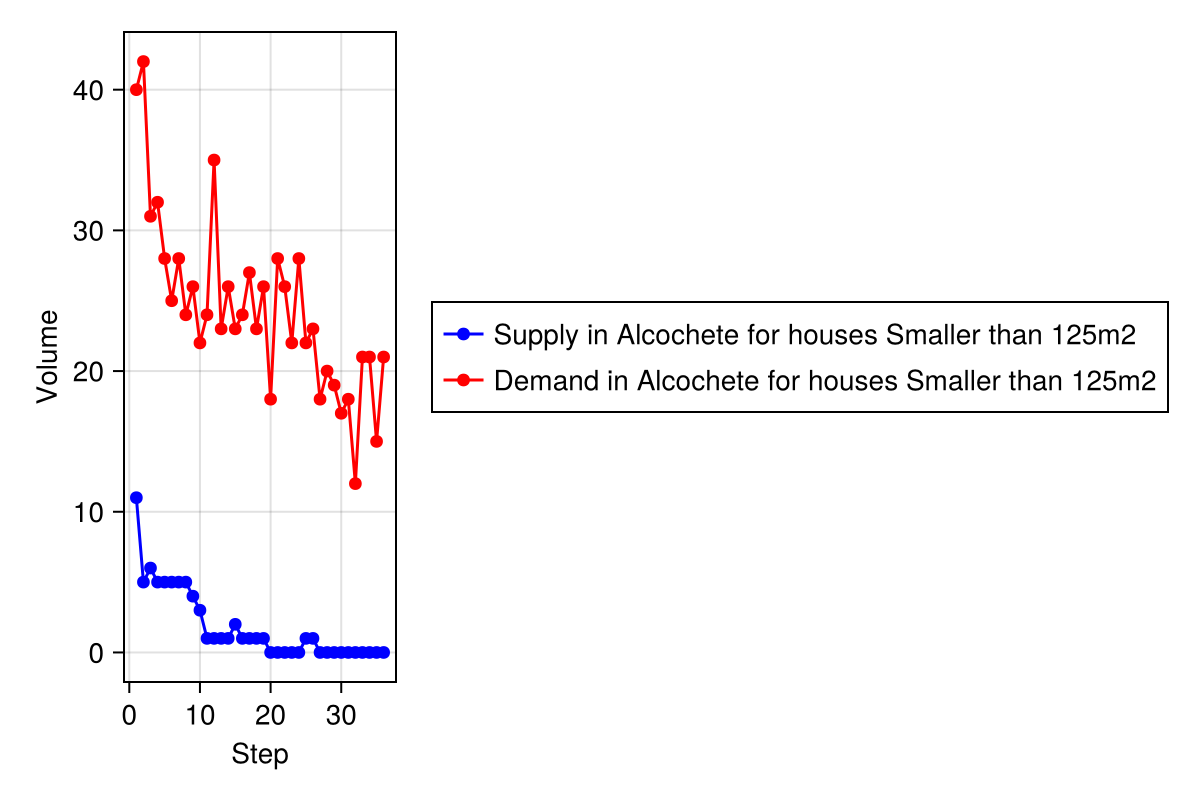 40
30
20
10
0
Volume
0 10 20 30
Step
Supply in Alcochete for houses Smaller than 125m2
Demand in Alcochete for houses Smaller than 125m2